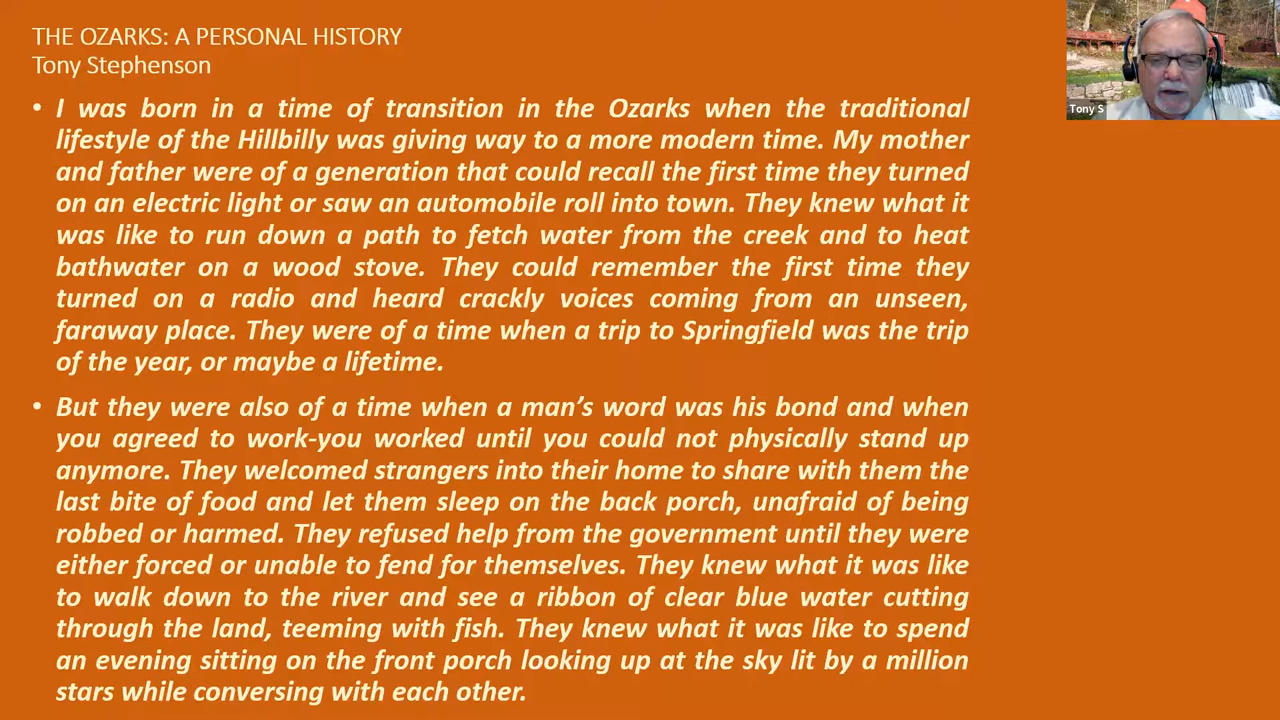 THE OZARKS: A PERSONAL HISTORY
Tony Stephenson
• I was born in a time of transition in the Ozarks when the traditional
lifestyle of the Hillbilly was giving way to a more modern time. My mother
and father were of a generation that could recall the first time they turned
on an electric light or saw an automobile roll into town. They knew what it
was like to run down a path to fetch water from the creek and to heat
bathwater on a wood stove. They could remember the first time they
turned on a radio and heard crackly voices coming from an unseen,
faraway place. They were of a time when a trip to Springfield was the trip
of the year, or maybe a lifetime.
• But they were also of a time when a man’s word was his bond and when
you agreed to work-you worked until you could not physically stand up
anymore. They welcomed strangers into their home to share with them the
last bite of food and let them sleep on the back porch, unafraid of being
robbed or harmed. They refused help from the government until they were
either forced or unable to fend for themselves. They knew what it was like
to walk down to the river and see a ribbon of clear blue water cutting
through the land, teeming with fish. They knew what it was like to spend
an evening sitting on the front porch looking up at the sky lit by a million
stars while conversing with each other.
Tony S